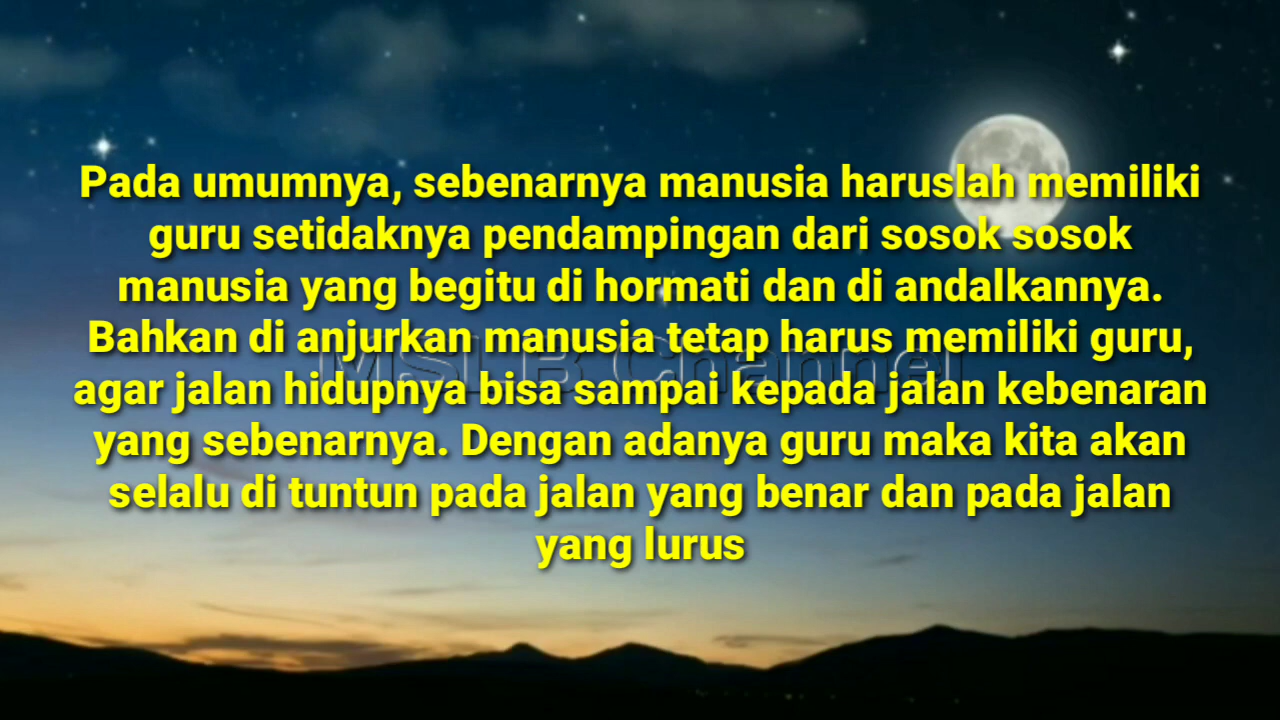 Pada umumnya, sebenarnya manusia haruslah memiliki
guru setidaknya pendampingan dari sosok sosok
manusia yang begitu di hormati dan di andalkannya.
Bahkan di anjurkan manusia tetap harus memiliki guru,
MSLB Channel
agar jalan hidupnya bisa sampai kepada jalan kebenaran
yang sebenarnya. Dengan adanya guru maka kita akan
selalu di tuntun pada jalan yang benar dan pada jalan
yang lurus